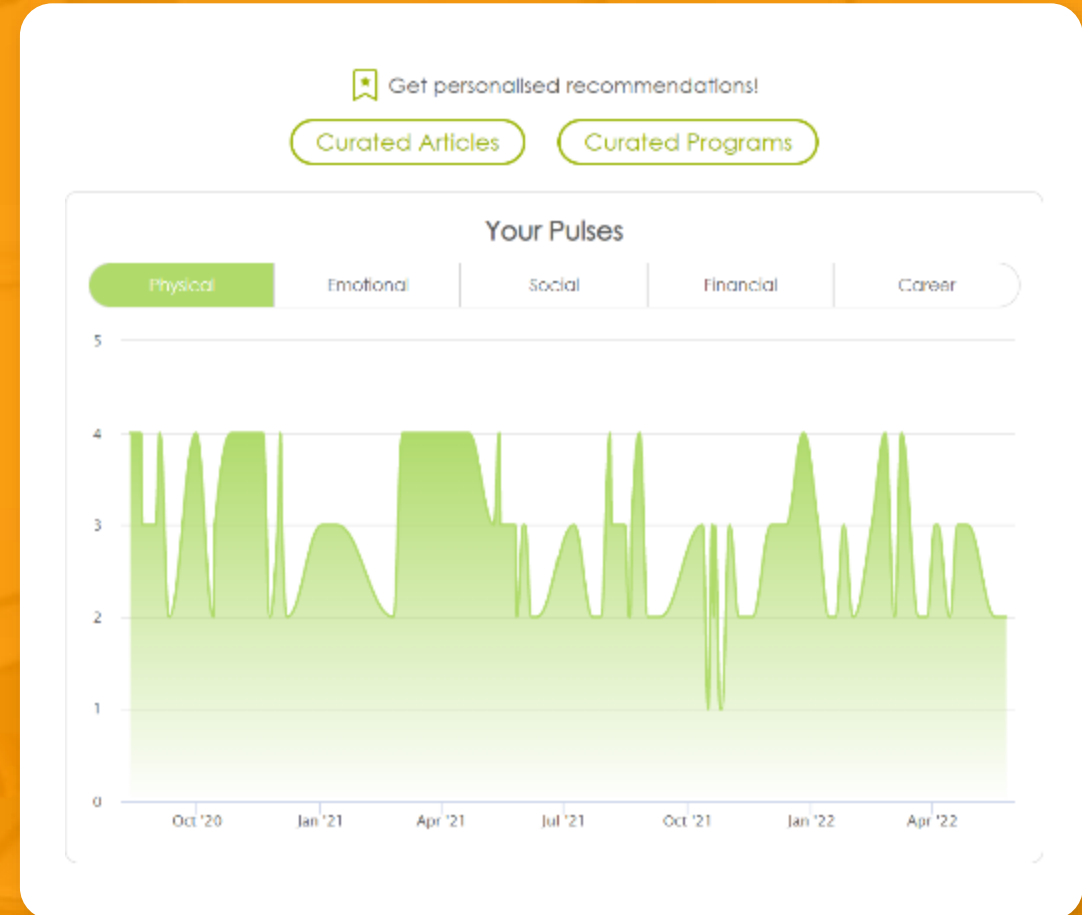 Get personalised recommendations!
Curated Articles Curated Programs
Your Pulses
Physical Emotional Social Financial Career
5
4
3
2
1
0
Oct '20 Jan '21 Apr '21 Jul '21 Oct '21 Jan '22 Apr '22